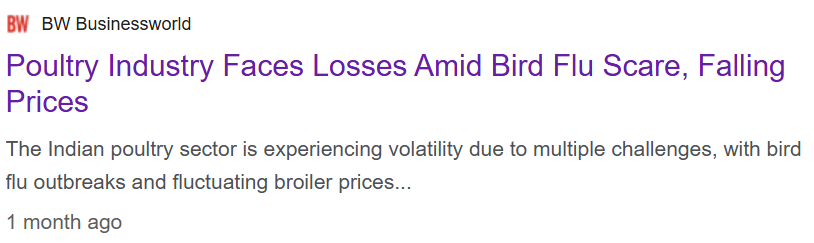 BW BW Businessworld
Poultry Industry Faces Losses Amid Bird Flu Scare, Falling
Prices
The Indian poultry sector is experiencing volatility due to multiple challenges, with bird
flu outbreaks and fluctuating broiler prices...
1 month ago